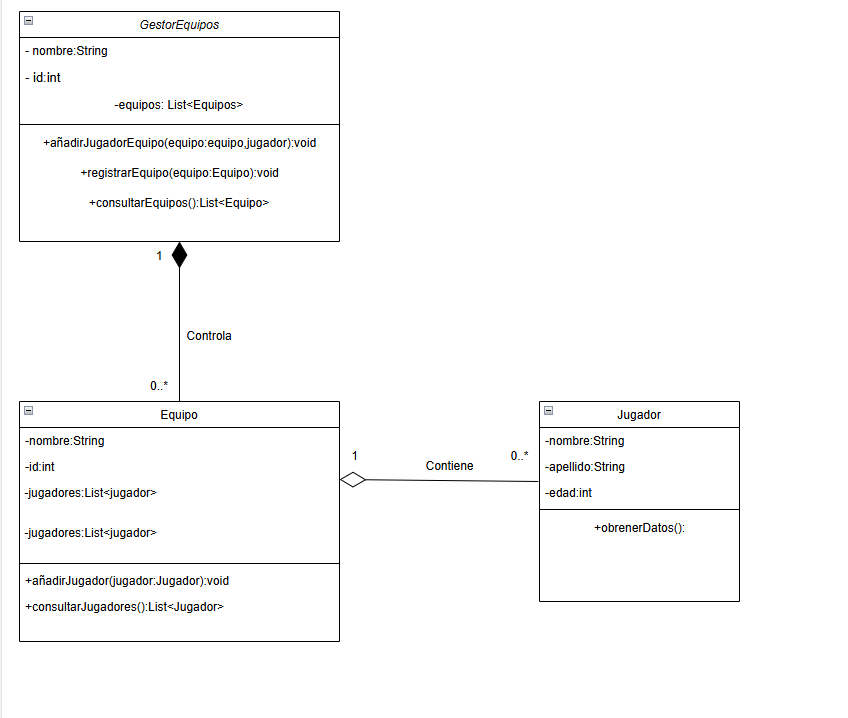 GestorEquipos
- nombre:String
- id:int
-equipos: List<Equipos>
+añadirJugadorEquipo(equipo:equipo,jugador):void
+registrarEquipo(equipo:Equipo):void
+consultarEquipos():List<Equipo>
1
Controla
0..*
Equipo
-nombre:String
-id:int
-jugadores:List<jugador>
-jugadores:List<jugador>
+añadirJugador(jugador:Jugador):void
+consultarJugadores():List<Jugador>
1
Contiene
0..*
Jugador
-nombre:String
-apellido:String
-edad:int
+obrenerDatos():